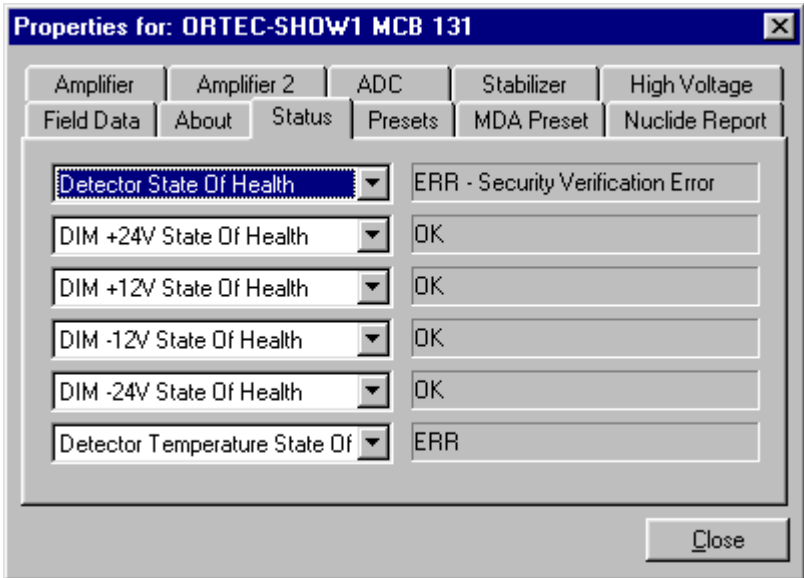 Properties for: ORTEC-SHOW1 MCB 131
Amplifier Amplifier 2 ADC Stabilizer High Voltage
Field Data About Status Presets MDA Preset Nuclide Report
Detector State Of Health ERR - Security Verification Error
DIM +24V State Of Health OK
DIM +12V State Of Health OK
DIM -12V State Of Health OK
DIM -24V State Of Health OK
Detector Temperature State Of ERR
Close